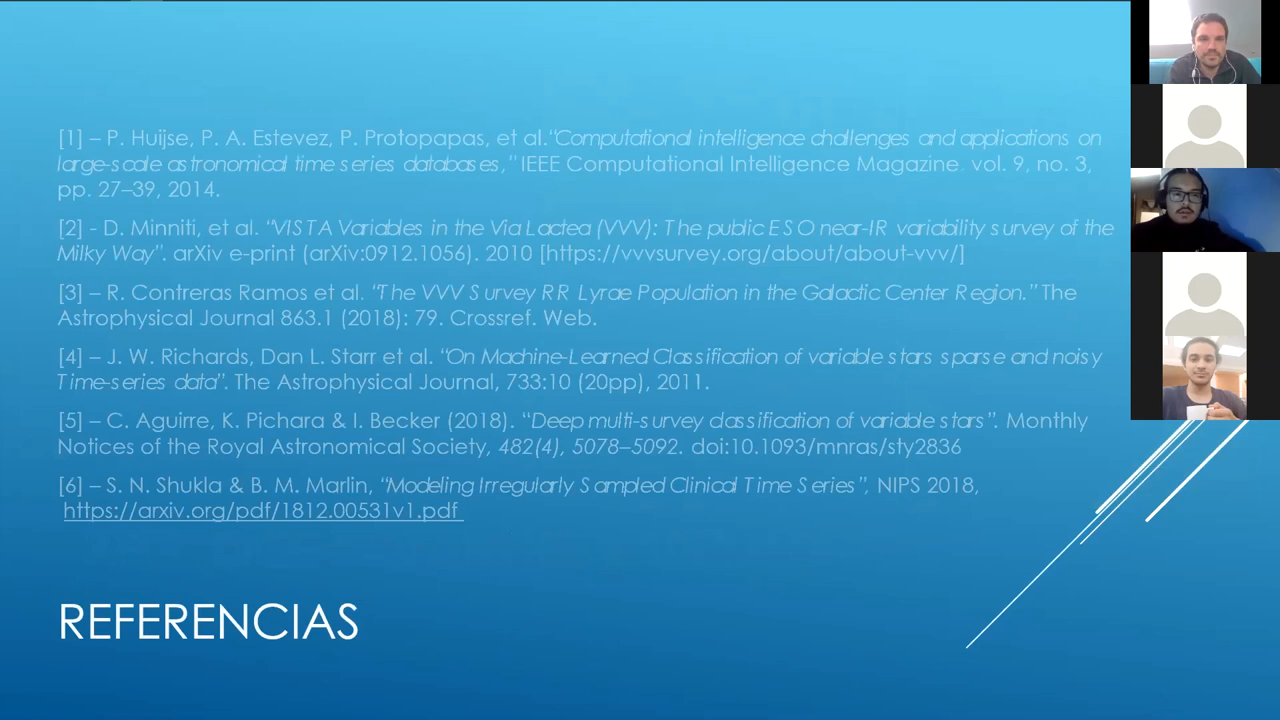 [1] – P. Huijse, P. A. Estevez, P. Protopapas, et al."Computational intelligence challenges and applications on
large-scale astronomical time series databases," IEEE Computational Intelligence Magazine. vol. 9, no. 3,
pp. 27–39, 2014.
[2] - D. Minniti, et al. "VISTA Variables in the Via Lactea (VVV): The public ESO near-IR variability survey of the
Milky Way". arXiv e-print (arXiv:0912.1056). 2010 [https://vvvsurvey.org/about/about-vvv/]
[3] – R. Contreras Ramos et al. "The VVV Survey RR Lyrae Population in the Galactic Center Region." The
Astrophysical Journal 863.1 (2018): 79. Crossref. Web.
[4] – J. W. Richards, Dan L. Starr et al. "On Machine-Learned Classification of variable stars sparse and noisy
Time-series data". The Astrophysical Journal, 733:10 (20pp), 2011.
[5] – C. Aguirre, K. Pichara & I. Becker (2018). "Deep multi-survey classification of variable stars". Monthly
Notices of the Royal Astronomical Society, 482(4), 5078–5092. doi:10.1093/mnras/sty2836
[6] – S. N. Shukla & B. M. Marlin, "Modeling Irregularly Sampled Clinical Time Series", NIPS 2018,
https://arxiv.org/pdf/1812.00531v1.pdf
REFERENCIAS